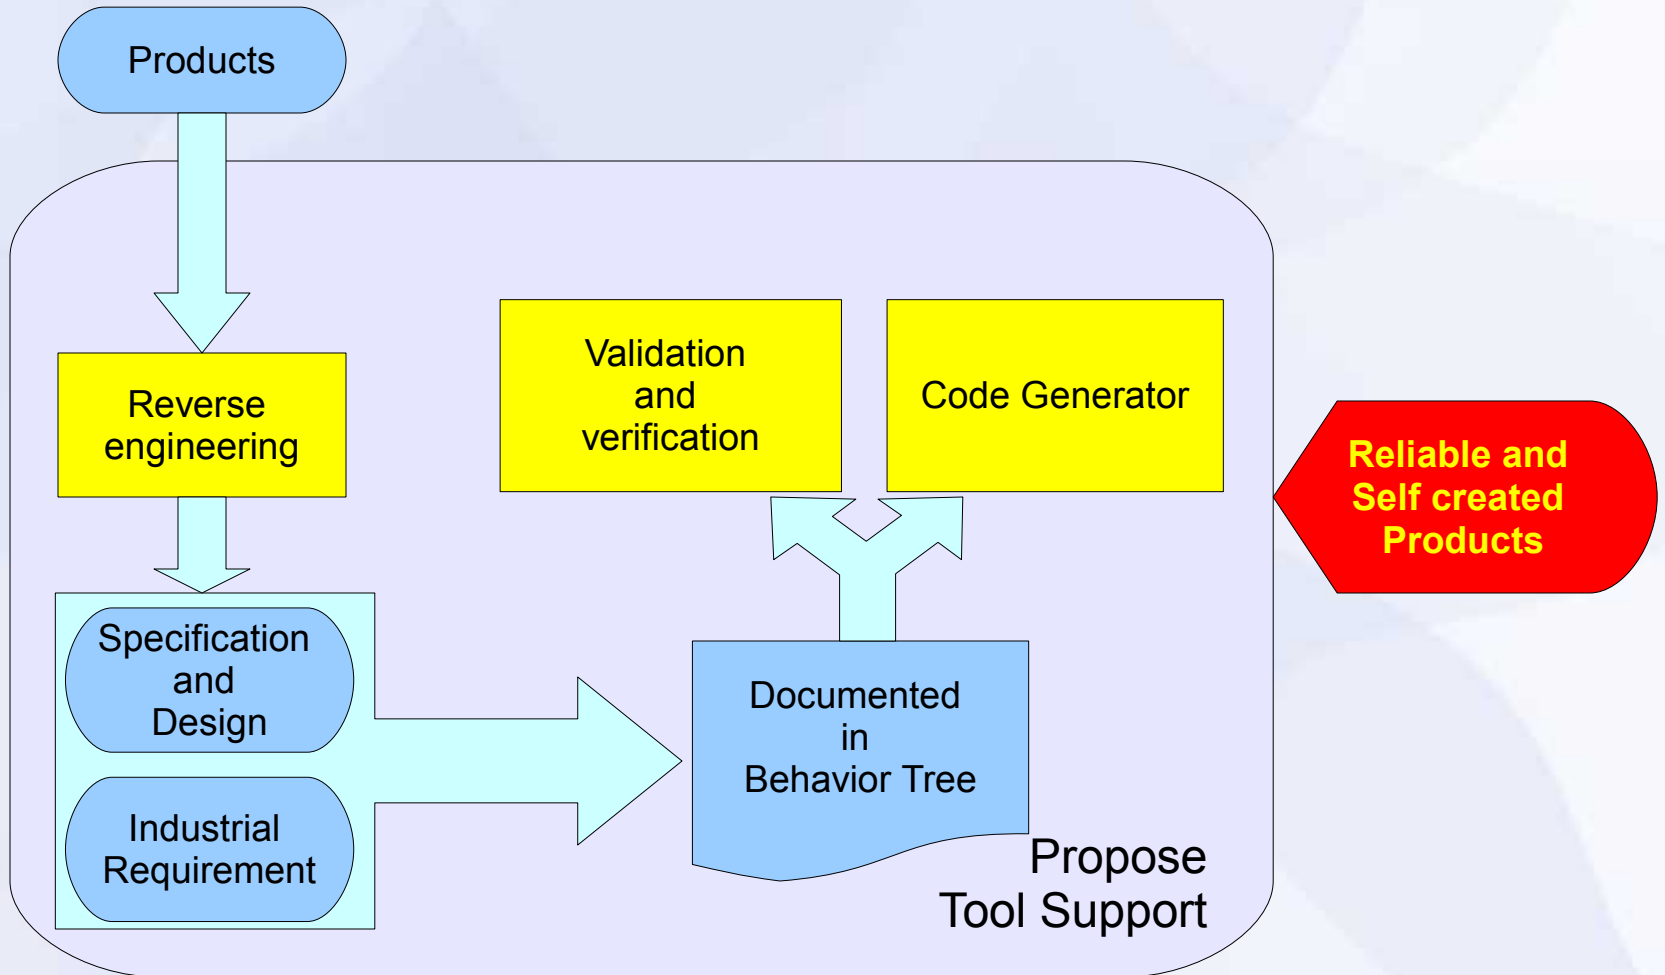 Products
Reverse
engineering
Specification
and
Design
Industrial
Requirement
Validation
and
verification
Code Generator
Documented
in
Behavior Tree
Propose
Tool Support
Reliable and
Self created
Products